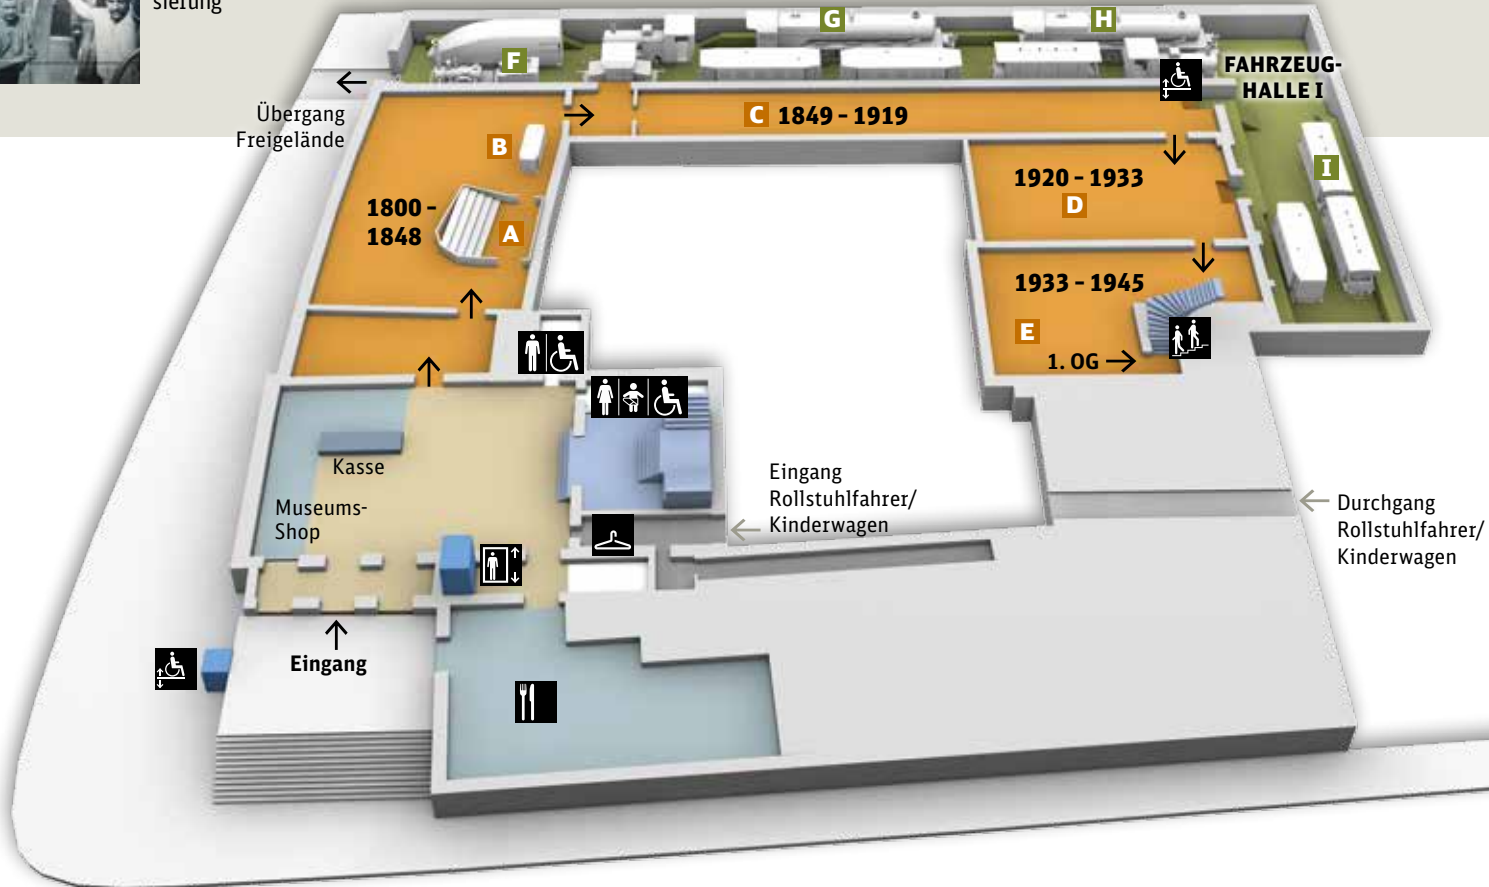 sierung
G
H
F
FAHRZEUG-
HALLE I
Übergang
Freigelände
C 1849 – 1919
B
I
1920 – 1933
D
1800 –
1848
A
1933 – 1945
E
1. OG
Kasse
Museums-
Shop
Eingang
Rollstuhlfahrer/
Kinderwagen
Durchgang
Rollstuhlfahrer/
Kinderwagen
Eingang